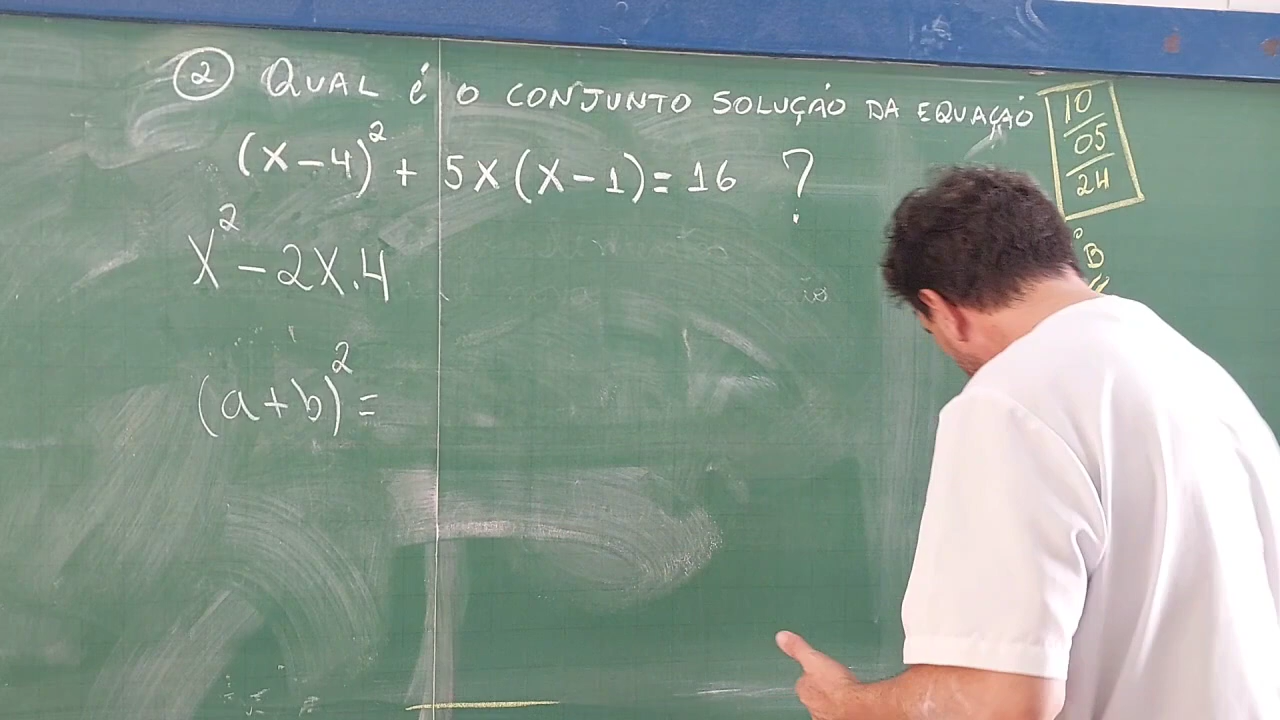 ② QUAL é O CONJUNTO SOLUÇÃO DA EQUAÇÃO
(x-4)² + 5x(x-1)= 16 ?
x² - 2x.4
(a+b)² =
10
05
24
B